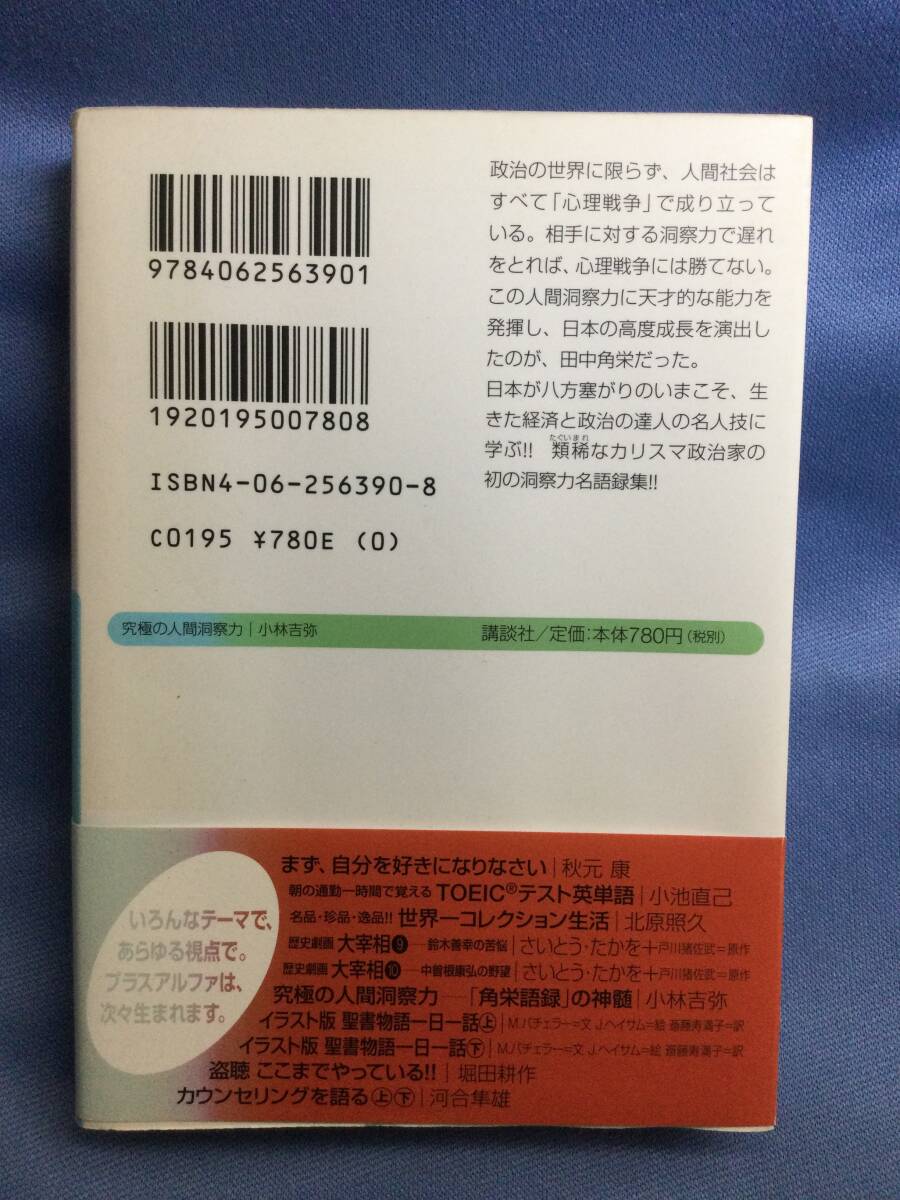 9784062563901
1920195007808
ISBN4-06-256390-8
C0195 ¥780E (0)
政治の世界に限らず、人間社会は
すべて「心理戦争」で成り立って
いる。相手に対する洞察力で遅れ
をとれば、心理戦争には勝てない。
この人間洞察力に天才的な能力を
発揮し、日本の高度成長を演出し
たのが、田中角栄だった。
日本が八方塞がりのいまこそ、生
きた経済と政治の達人の名人技に
学ぶ!! 類稀なカリスマ政治家の
たぐいまれ
初の洞察力名語録集!!
究極の人間洞察力|小林吉弥
講談社/定価:本体780円(税別)
いろんなテーマで、
あらゆる視点で。
プラスアルファは、
次々生まれます。
まず、自分を好きになりなさい|秋元 康
朝の通勤一時間で覚える TOEIC®テスト英単語|小池直己
名品・珍品・逸品!! 世界一コレクション生活|北原照久
歴史劇画 大宰相❾―鈴木善幸の苦悩|さいとう・たかを+戸川猪佐武=原作
歴史劇画 大宰相❿―中曽根康弘の野望|さいとう・たかを+戸川猪佐武=原作
究極の人間洞察力―「角栄語録」の神髄|小林吉弥
イラスト版 聖書物語一日一話㊤|M.バチェラー=文 J.ヘイサム=絵 斎藤寿満子=訳
イラスト版 聖書物語一日一話㊦|M.バチェラー=文 J.ヘイサム=絵 斎藤寿満子=訳
盗聴 ここまでやっている!!|堀田耕作
カウンセリングを語る㊤㊦|河合隼雄